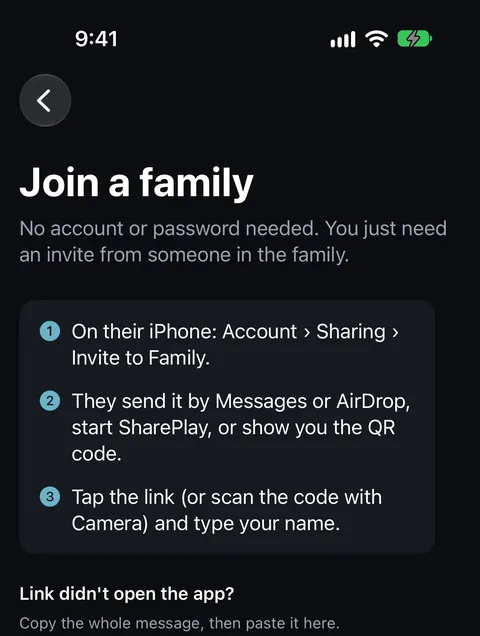 9:41
Join a family
No account or password needed. You just need
an invite from someone in the family.
1 On their iPhone: Account › Sharing ›
Invite to Family.
2 They send it by Messages or AirDrop,
start SharePlay, or show you the QR
code.
3 Tap the link (or scan the code with
Camera) and type your name.
Link didn't open the app?
Copy the whole message, then paste it here.